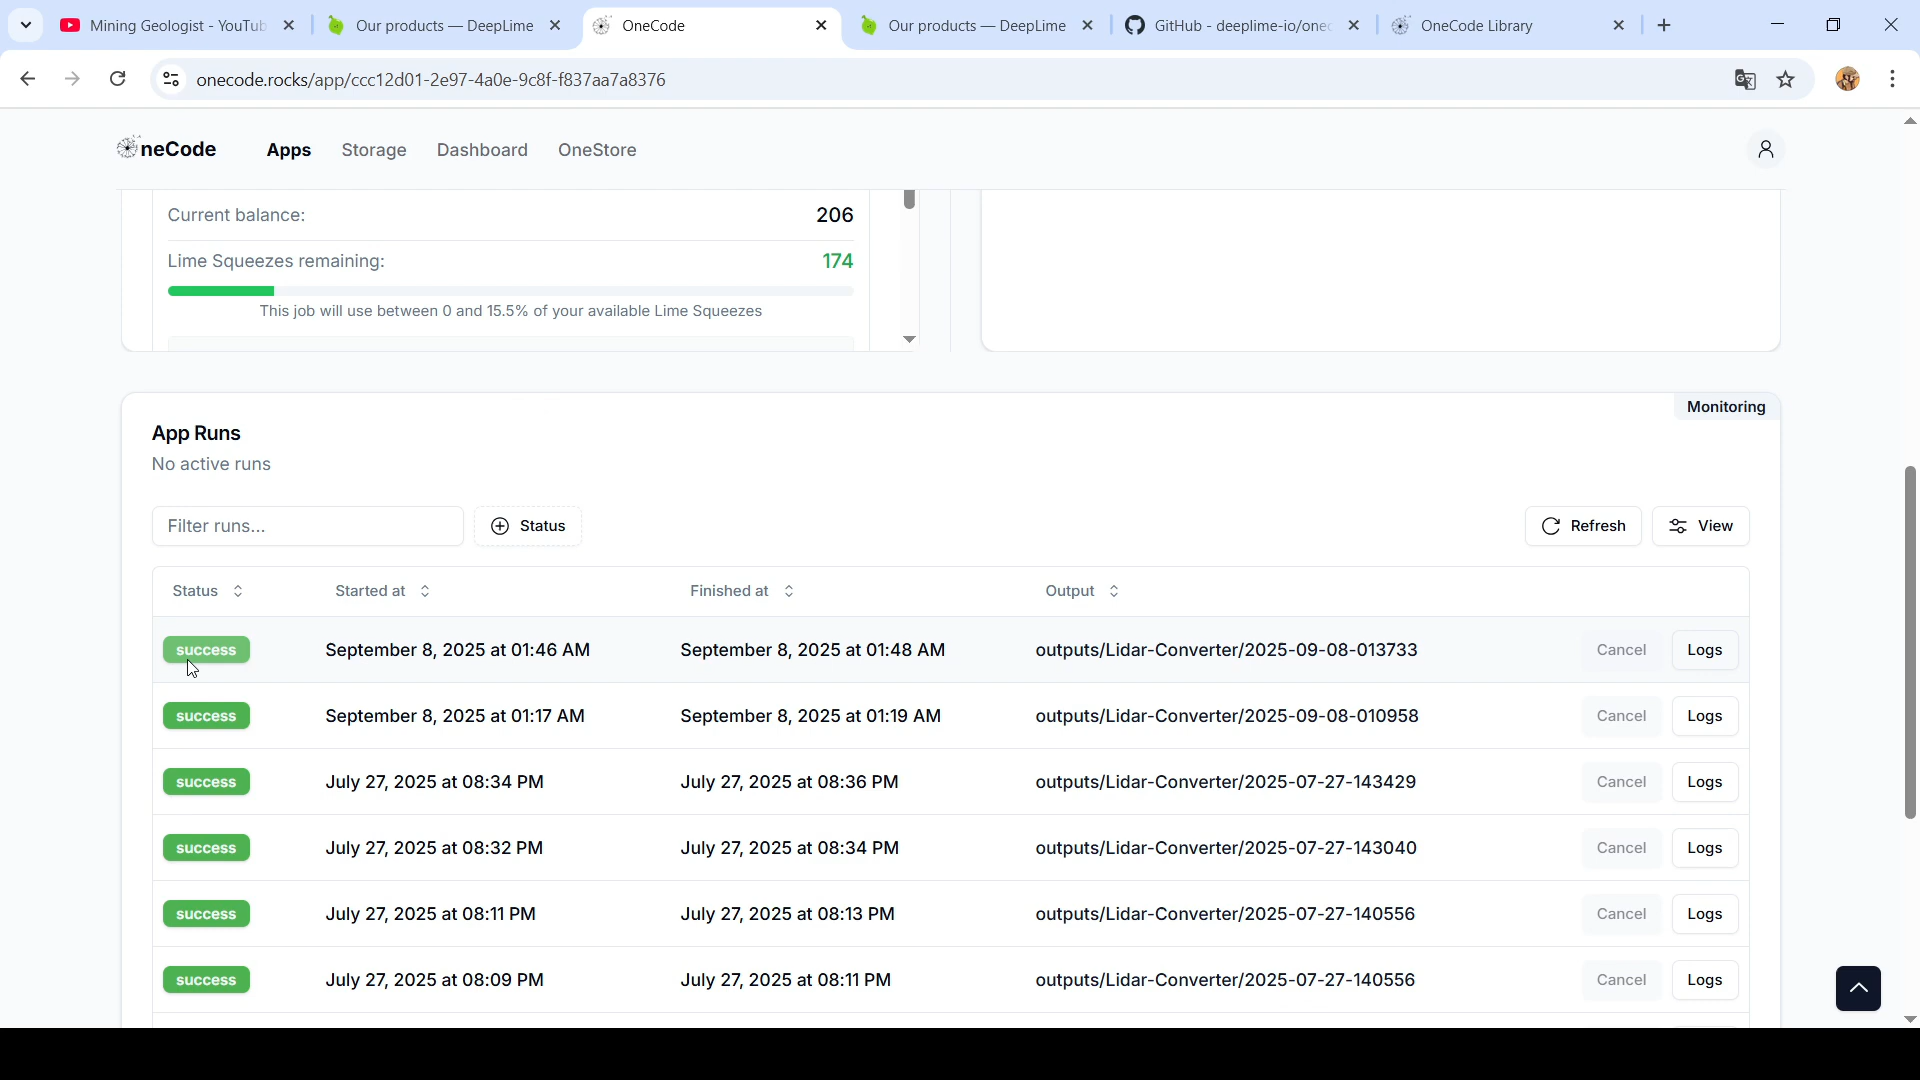 Mining Geologist - YouTub
Our products — DeepLime
OneCode
Our products — DeepLime
GitHub - deeplime-io/onec
OneCode Library
onecode.rocks/app/ccc12d01-2e97-4a0e-9c8f-f837aa7a8376
neCode
Apps
Storage
Dashboard
OneStore
Current balance:
206
Lime Squeezes remaining:
174
This job will use between 0 and 15.5% of your available Lime Squeezes
Monitoring
App Runs
No active runs
Filter runs...
Status
Refresh
View
Status Started at Finished at Output
success September 8, 2025 at 01:46 AM September 8, 2025 at 01:48 AM outputs/Lidar-Converter/2025-09-08-013733 Cancel Logs
success September 8, 2025 at 01:17 AM September 8, 2025 at 01:19 AM outputs/Lidar-Converter/2025-09-08-010958 Cancel Logs
success July 27, 2025 at 08:34 PM July 27, 2025 at 08:36 PM outputs/Lidar-Converter/2025-07-27-143429 Cancel Logs
success July 27, 2025 at 08:32 PM July 27, 2025 at 08:34 PM outputs/Lidar-Converter/2025-07-27-143040 Cancel Logs
success July 27, 2025 at 08:11 PM July 27, 2025 at 08:13 PM outputs/Lidar-Converter/2025-07-27-140556 Cancel Logs
success July 27, 2025 at 08:09 PM July 27, 2025 at 08:11 PM outputs/Lidar-Converter/2025-07-27-140556 Cancel Logs